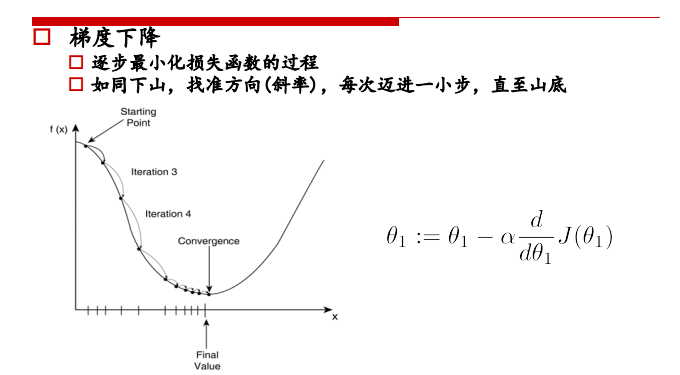 梯度下降
逐步最小化损失函数的过程
如同下山，找准方向(斜率)，每次迈进一小步，直至山底
Starting
Point
f (x)
Iteration 3
Iteration 4
Convergence
θ₁ := θ₁ − α d/dθ₁ J(θ₁)
x
Final
Value